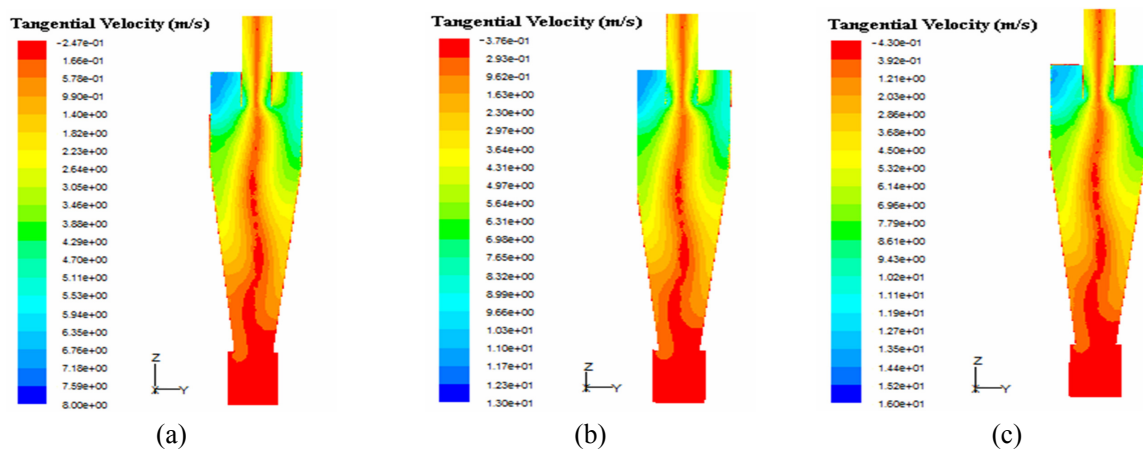 Tangential Velocity (m/s)
-2.47e-01
1.66e-01
5.78e-01
9.90e-01
1.40e+00
1.82e+00
2.23e+00
2.64e+00
3.05e+00
3.46e+00
3.88e+00
4.29e+00
4.70e+00
5.11e+00
5.53e+00
5.94e+00
6.35e+00
6.76e+00
7.18e+00
7.59e+00
8.00e+00
Z
X
Y
(a)
Tangential Velocity (m/s)
-3.76e-01
2.93e-01
9.62e-01
1.63e+00
2.30e+00
2.97e+00
3.64e+00
4.31e+00
4.97e+00
5.64e+00
6.31e+00
6.98e+00
7.65e+00
8.32e+00
8.99e+00
9.66e+00
1.03e+01
1.10e+01
1.17e+01
1.23e+01
1.30e+01
Z
X
Y
(b)
Tangential Velocity (m/s)
-4.30e-01
3.92e-01
1.21e+00
2.03e+00
2.86e+00
3.68e+00
4.50e+00
5.32e+00
6.14e+00
6.96e+00
7.79e+00
8.61e+00
9.43e+00
1.02e+01
1.11e+01
1.19e+01
1.27e+01
1.35e+01
1.44e+01
1.52e+01
1.60e+01
Z
X
Y
(c)